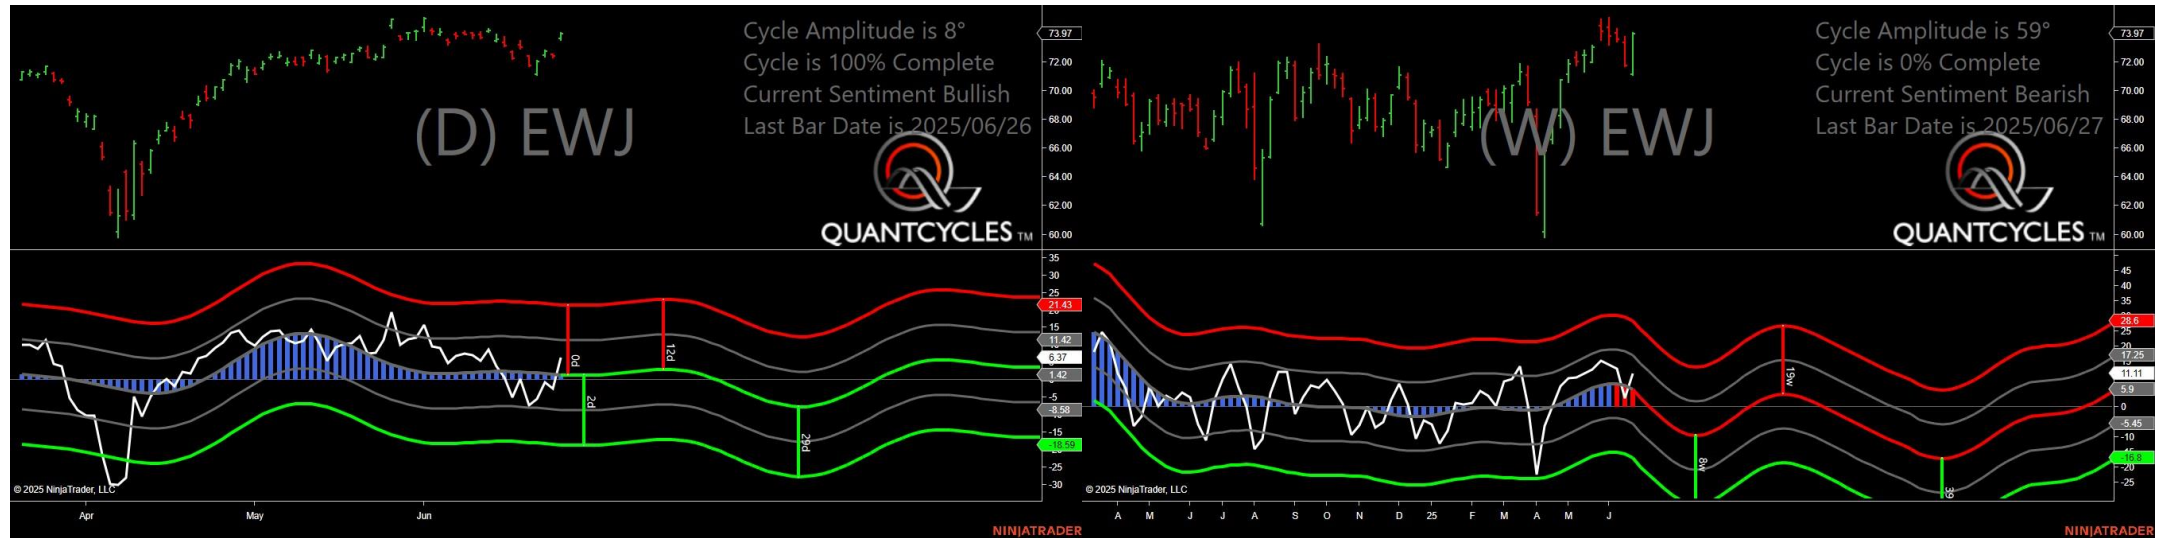 Cycle Amplitude is 8°
Cycle is 100% Complete
Current Sentiment Bullish
Last Bar Date is 2025/06/26
(D) EWJ
QUANTCYCLES TM
73.97
72.00
70.00
68.00
66.00
64.00
62.00
60.00
35
30
25
21.43
15
11.42
6.37
1.42
-5
-8.58
-15
-18.59
-25
-30
0d
12d
2d
29d
© 2025 NinjaTrader, LLC
Apr May Jun
NINJATRADER
Cycle Amplitude is 59°
Cycle is 0% Complete
Current Sentiment Bearish
Last Bar Date is 2025/06/27
(W) EWJ
QUANTCYCLES TM
73.97
72.00
70.00
68.00
66.00
64.00
62.00
60.00
45
40
35
28.6
20
17.25
11.11
5.9
0
-5.45
-10
-16.8
-25
19w
8w
39
© 2025 NinjaTrader, LLC
A M J J A S O N D 25 F M A M J
NINJATRADER